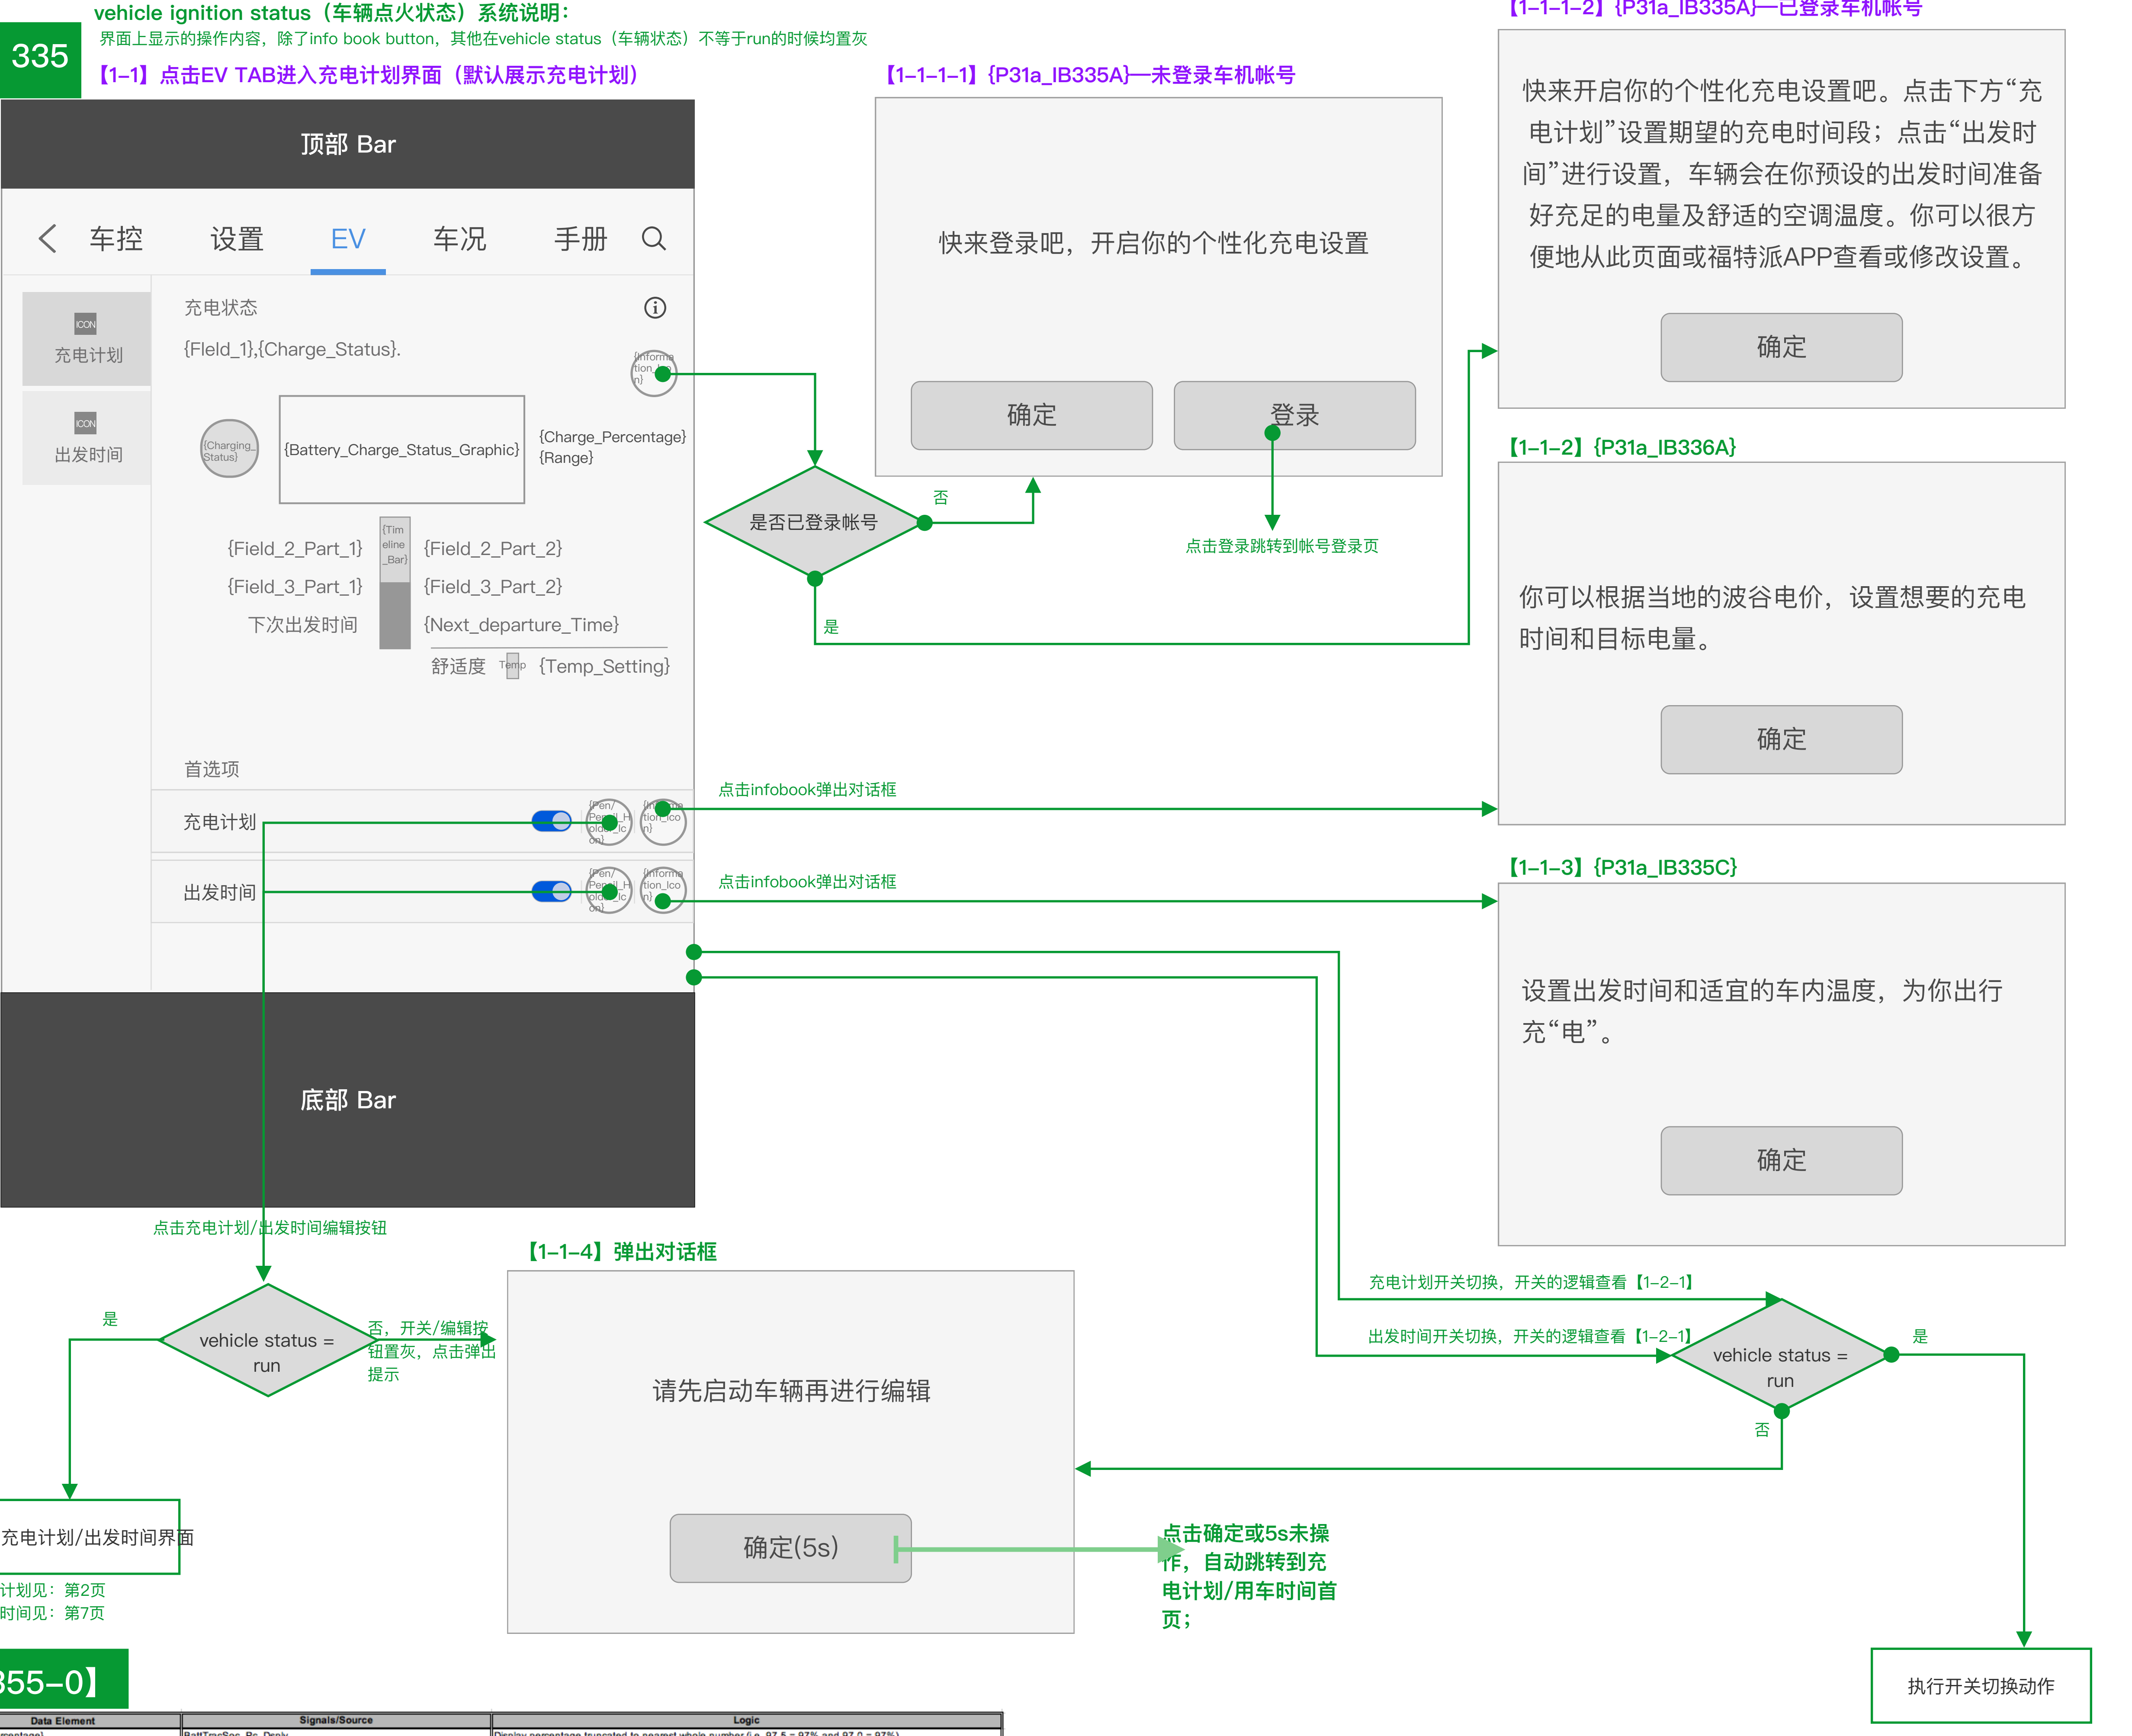 vehicle ignition status（车辆点火状态）系统说明：
界面上显示的操作内容，除了info book button，其他在vehicle status（车辆状态）不等于run的时候均置灰
335
【1-1】点击EV TAB进入充电计划界面（默认展示充电计划）
顶部 Bar
车控 设置 EV 车况 手册
ICON
充电计划
ICON
出发时间
充电状态
{FIeld_1},{Charge_Status}.
{Informa
tion_Ico
n}
{Charging_
Status}
{Battery_Charge_Status_Graphic}
{Charge_Percentage}
{Range}
{Tim
eline
_Bar}
{Field_2_Part_1} {Field_2_Part_2}
{Field_3_Part_1} {Field_3_Part_2}
下次出发时间 {Next_departure_Time}
舒适度 Temp {Temp_Setting}
首选项
充电计划
{Pen/
Pencil_H
older_Ic
on}
{Informa
tion_Ico
n}
出发时间
{Pen/
Pencil_H
older_Ic
on}
{Informa
tion_Ico
n}
底部 Bar
【1-1-1-1】{P31a_IB335A}—未登录车机帐号
快来登录吧，开启你的个性化充电设置
确定 登录
点击登录跳转到帐号登录页
是否已登录帐号
否
是
【1-1-1-2】{P31a_IB335A}—已登录车机帐号
快来开启你的个性化充电设置吧。点击下方“充
电计划”设置期望的充电时间段；点击“出发时
间”进行设置，车辆会在你预设的出发时间准备
好充足的电量及舒适的空调温度。你可以很方
便地从此页面或福特派APP查看或修改设置。
确定
【1-1-2】{P31a_IB336A}
你可以根据当地的波谷电价，设置想要的充电
时间和目标电量。
确定
点击infobook弹出对话框
点击infobook弹出对话框
【1-1-3】{P31a_IB335C}
设置出发时间和适宜的车内温度，为你出行
充“电”。
确定
点击充电计划/出发时间编辑按钮
vehicle status =
run
是
否，开关/编辑按
钮置灰，点击弹出
提示
充电计划/出发时间界面
计划见：第2页
时间见：第7页
【1-1-4】弹出对话框
请先启动车辆再进行编辑
确定(5s)
点击确定或5s未操
作，自动跳转到充
电计划/用车时间首
页；
充电计划开关切换，开关的逻辑查看【1-2-1】
出发时间开关切换，开关的逻辑查看【1-2-1】
vehicle status =
run
是
否
执行开关切换动作
355-0】
Data Element Signals/Source Logic